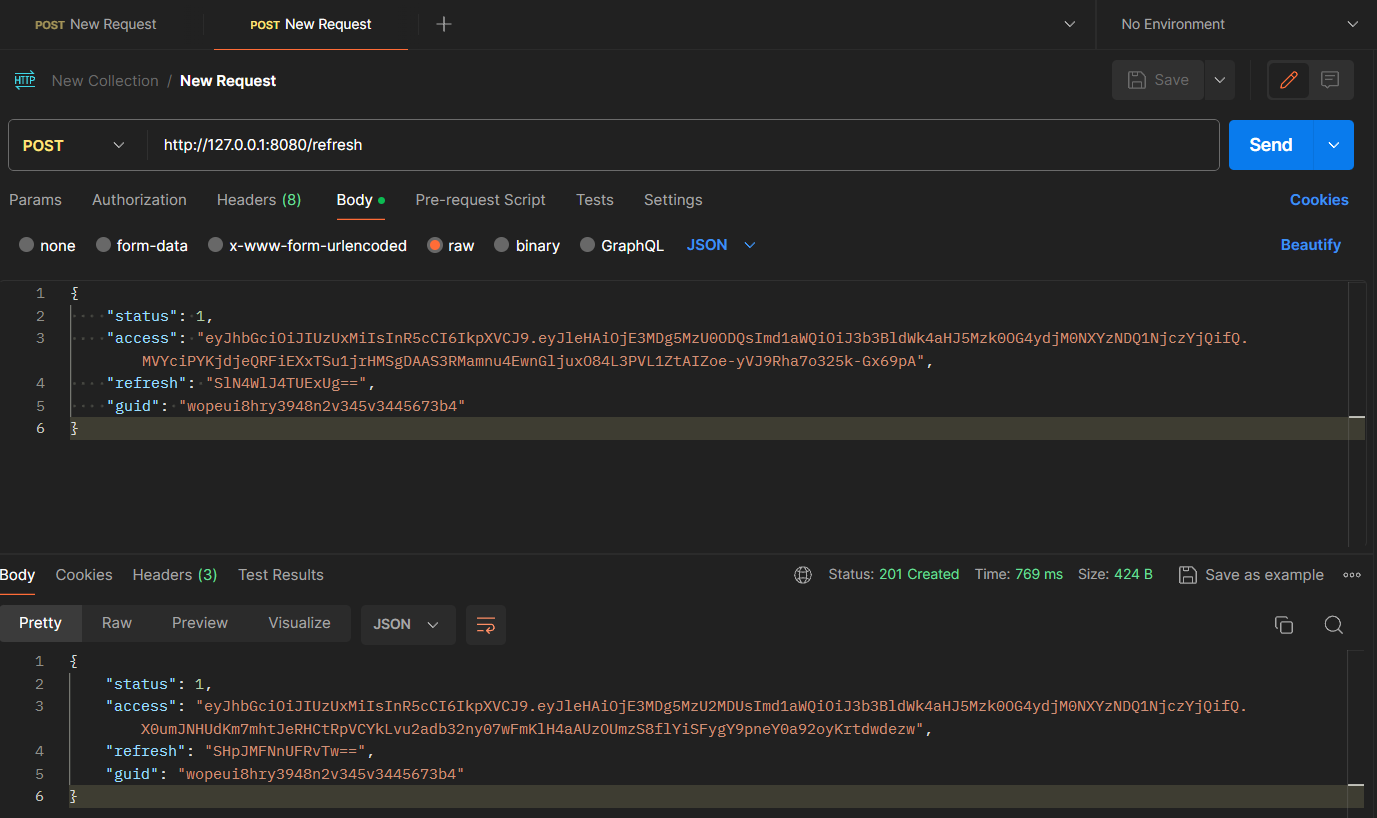 POST New Request
POST New Request
No Environment
HTTP New Collection / New Request
Save
POST
http://127.0.0.1:8080/refresh
Send
Params Authorization Headers (8) Body Pre-request Script Tests Settings Cookies
none form-data x-www-form-urlencoded raw binary GraphQL JSON Beautify
1 {
2 "status": 1,
3 "access": "eyJhbGciOiJIUzUxMiIsInR5cCI6IkpXVCJ9.eyJleHAiOjE3MDg5MzU0ODQsImd1aWQiOiJ3b3BldWk4aHJ5Mzk0OG4ydjM0NXYzNDQ1NjczYjQifQ.
MVYciPYKjdjeQRFiEXxTSu1jrHMSgDAAS3RMamnu4EwnGljuxO84L3PVL1ZtAIZoe-yVJ9Rha7o325k-Gx69pA",
4 "refresh": "SlN4WlJ4TUExUg==",
5 "guid": "wopeui8hry3948n2v345v3445673b4"
6 }
Body Cookies Headers (3) Test Results
Status: 201 Created Time: 769 ms Size: 424 B Save as example
Pretty Raw Preview Visualize JSON
1 {
2 "status": 1,
3 "access": "eyJhbGciOiJIUzUxMiIsInR5cCI6IkpXVCJ9.eyJleHAiOjE3MDg5MzU2MDUsImd1aWQiOiJ3b3BldWk4aHJ5Mzk0OG4ydjM0NXYzNDQ1NjczYjQifQ.
X0umJNHUdKm7mhtJeRHCtRpVCYkLvu2adb32ny07wFmKlH4aAUzOUmzS8flYiSFygY9pneY0a92oyKrtdwdezw",
4 "refresh": "SHpJMFNnUFRvTw==",
5 "guid": "wopeui8hry3948n2v345v3445673b4"
6 }